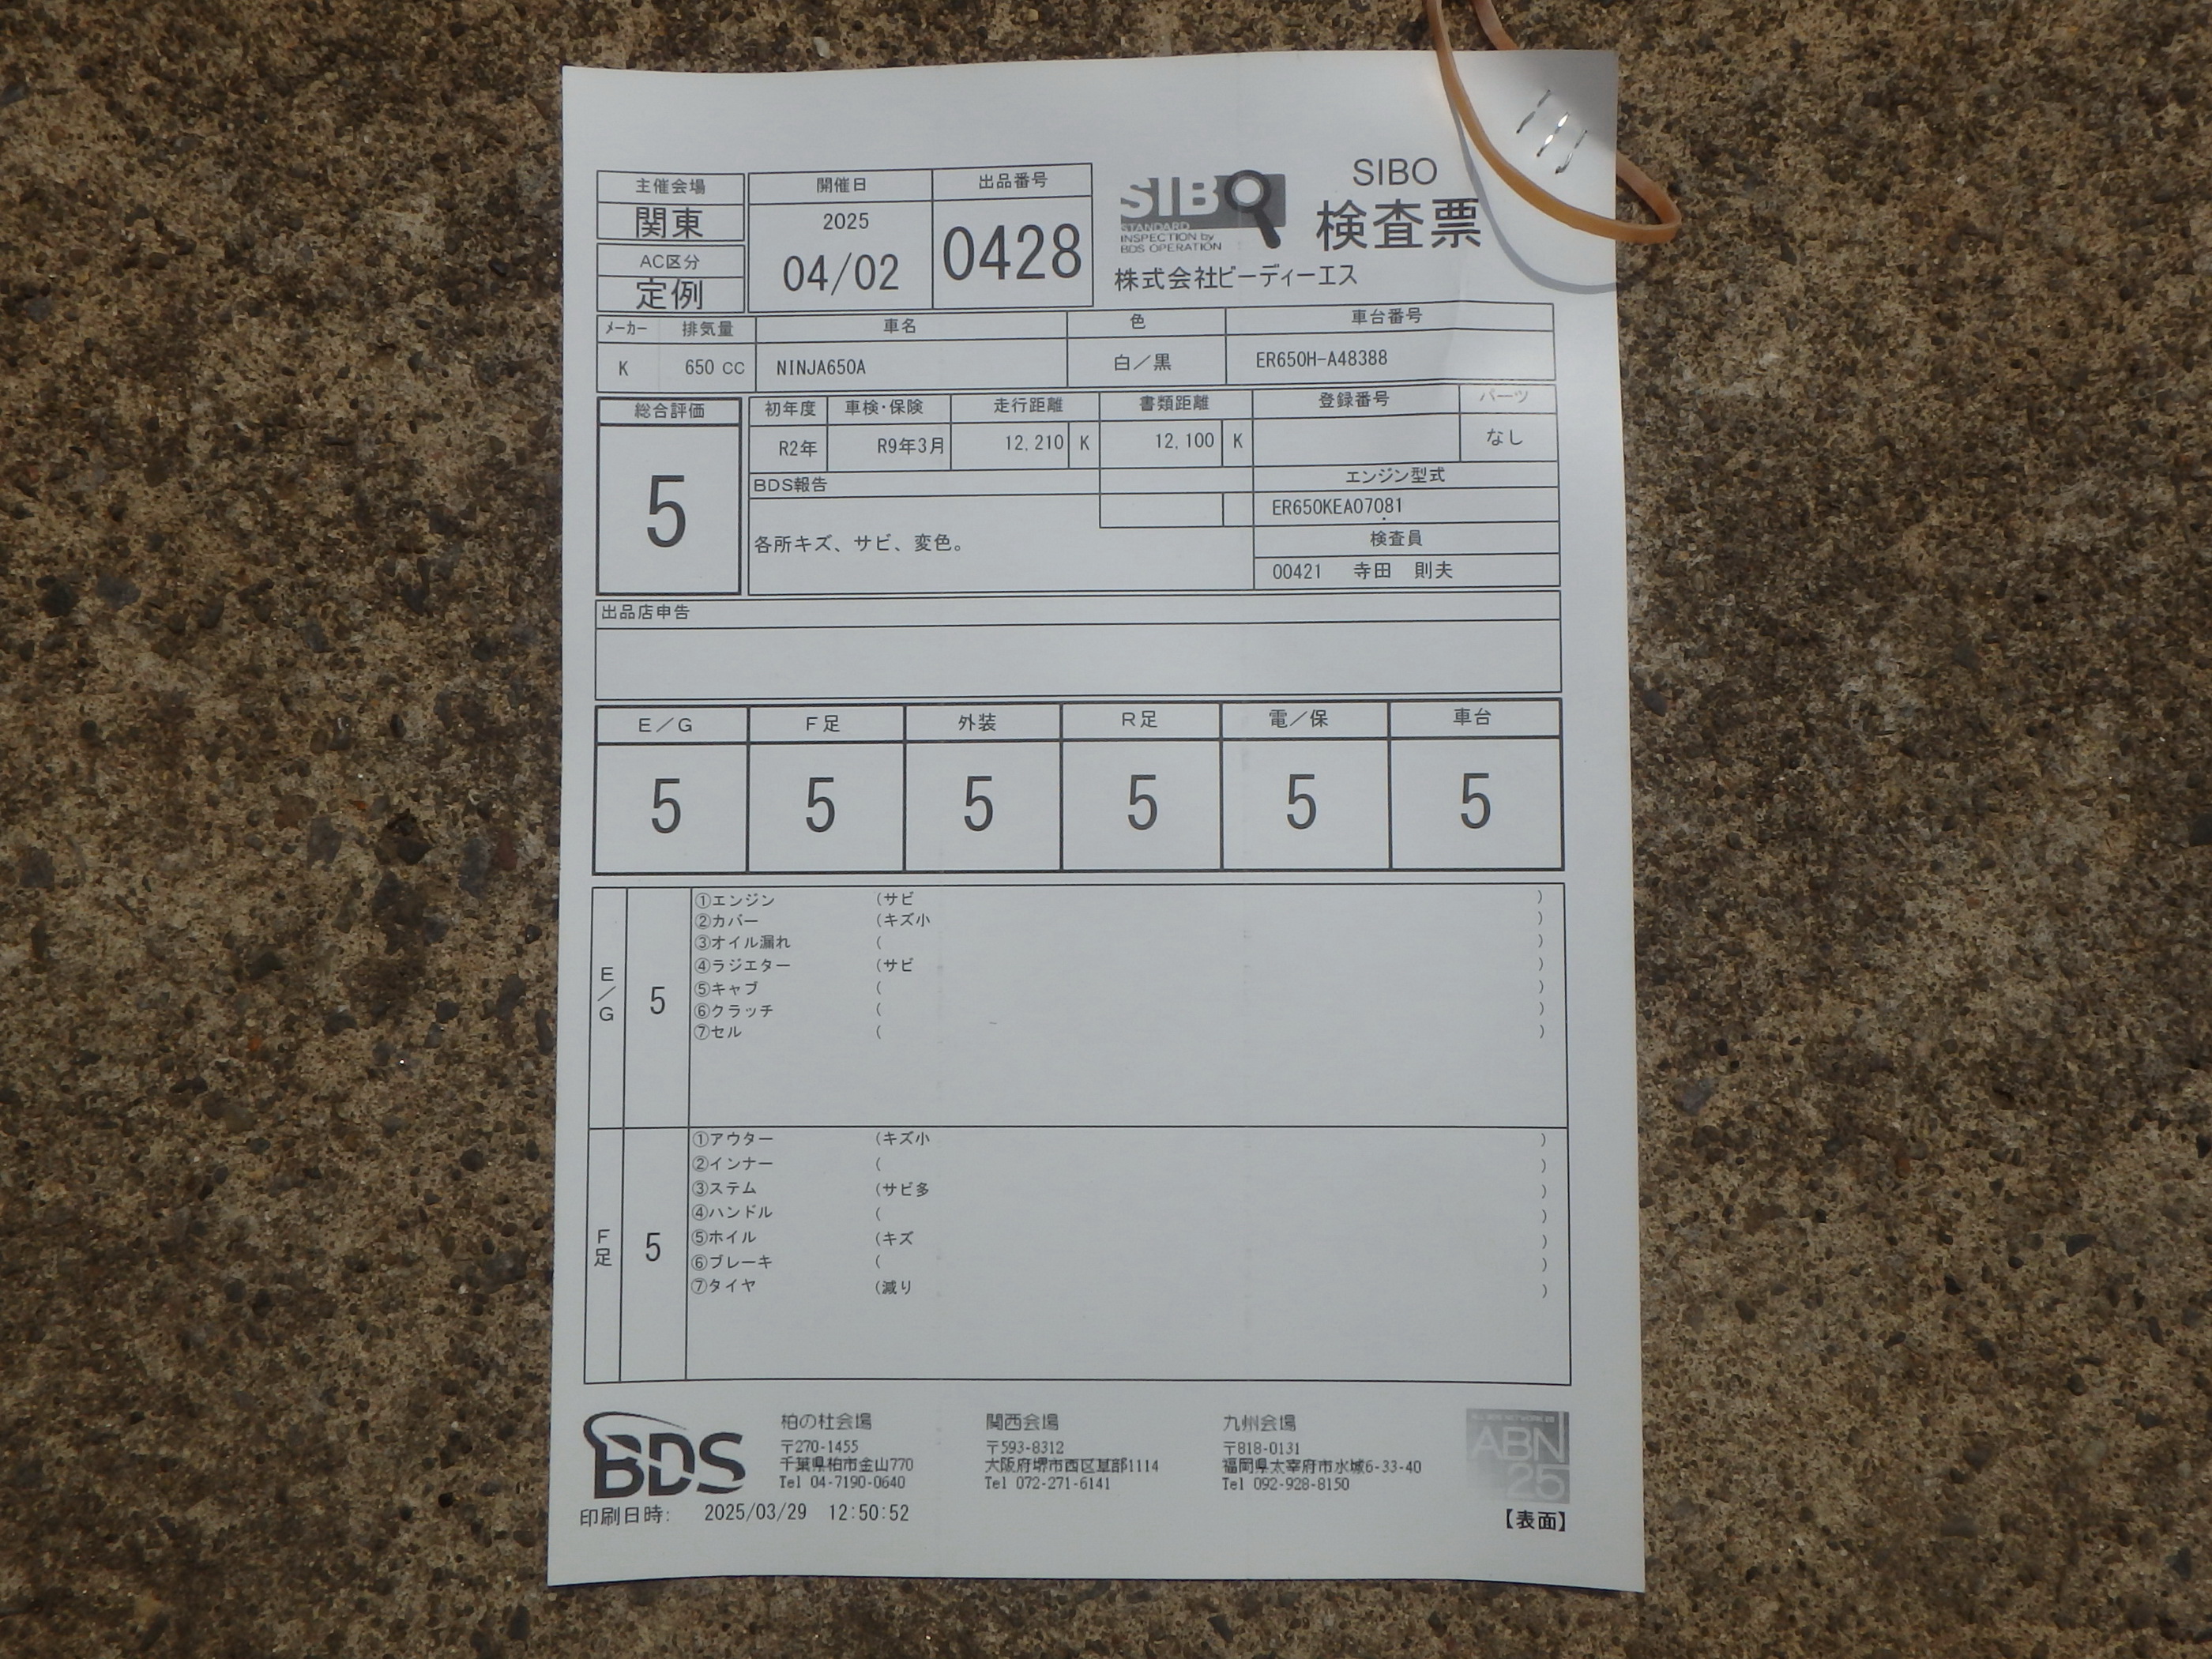 主催会場 開催日 出品番号
関東 2025 04/02 0428
AC区分
定例
SIBO
STANDARD
INSPECTION by
BDS OPERATION
SIBO
検査票
株式会社ビーディーエス
メーカー 排気量 車名 色 車台番号
K 650 CC NINJA650A 白／黒 ER650H-A48388
総合評価 初年度 車検・保険 走行距離 書類距離 登録番号 パーツ
5 R2年 R9年3月 12,210 K 12,100 K なし
BDS報告 エンジン型式
ER650KEA07081
各所キズ、サビ、変色。 検査員
00421 寺田 則夫
出品店申告
E／G F足 外装 R足 電／保 車台
5 5 5 5 5 5
E／G 5
①エンジン (サビ )
②カバー (キズ小 )
③オイル漏れ ( )
④ラジエター (サビ )
⑤キャブ ( )
⑥クラッチ ( )
⑦セル ( )
F足 5
①アウター (キズ小 )
②インナー ( )
③ステム (サビ多 )
④ハンドル ( )
⑤ホイル (キズ )
⑥ブレーキ ( )
⑦タイヤ (減り )
BDS
柏の杜会場 関西会場 九州会場
〒270-1455 〒593-8312 〒818-0131
千葉県柏市金山770 大阪府堺市西区草部1114 福岡県太宰府市水城6-33-40
Tel 04-7190-0640 Tel 072-271-6141 Tel 092-928-8150
ABN
25
印刷日時: 2025/03/29 12:50:52 【表面】